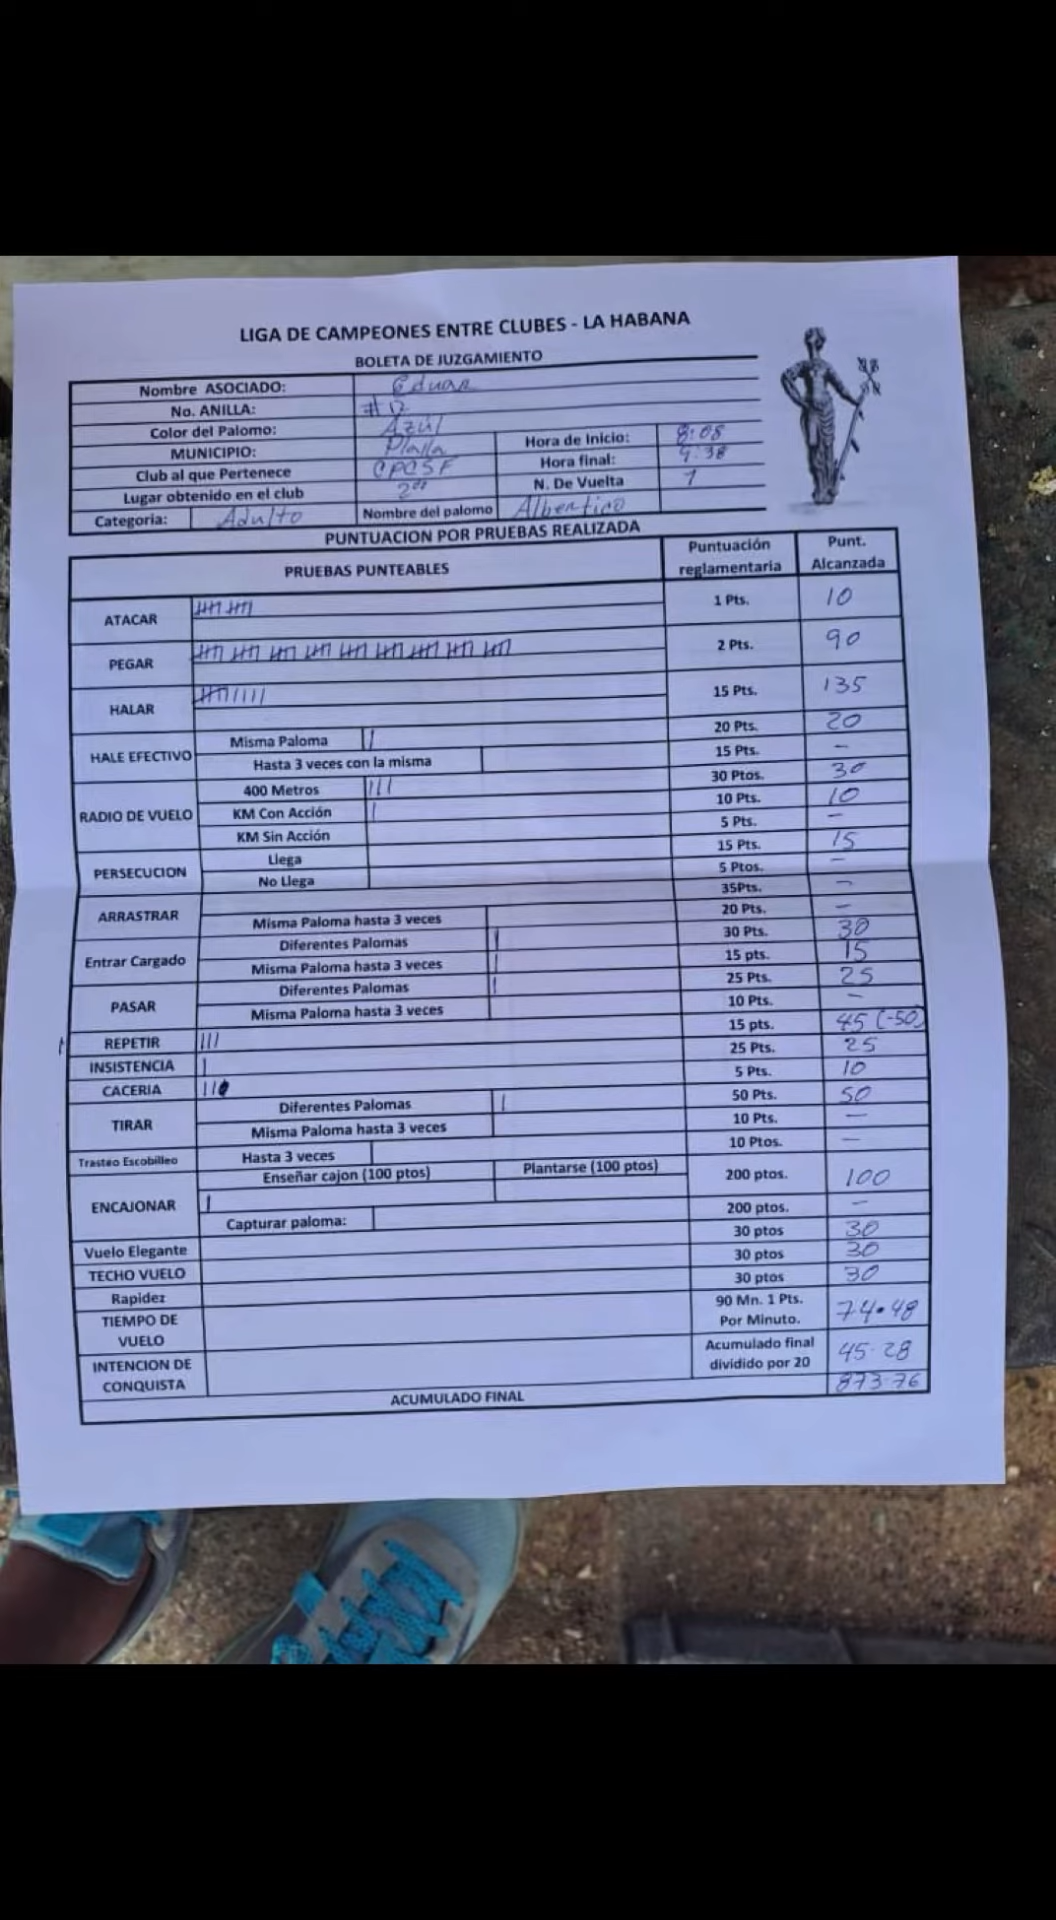 LIGA DE CAMPEONES ENTRE CLUBES - LA HABANA
BOLETA DE JUZGAMIENTO
Nombre ASOCIADO: Eduar
No. ANILLA: #12
Color del Palomo: Azúl
MUNICIPIO: Plalla Hora de Inicio: 8:08
Club al que Pertenece CPCSF Hora final: 9:38
Lugar obtenido en el club 2do N. De Vuelta 1
Categoria: Adulto Nombre del palomo Albertico
PUNTUACION POR PRUEBAS REALIZADA
PRUEBAS PUNTEABLES Puntuación reglamentaria Punt. Alcanzada
ATACAR 1 Pts. 10
PEGAR 2 Pts. 90
HALAR 15 Pts. 135
HALE EFECTIVO Misma Paloma 20 Pts. 20
Hasta 3 veces con la misma 15 Pts. –
RADIO DE VUELO 400 Metros 30 Ptos. 30
KM Con Acción 10 Pts. 10
KM Sin Acción 5 Pts. –
PERSECUCION Llega 15 Pts. 15
No Llega 5 Ptos. –
ARRASTRAR 35Pts. –
Misma Paloma hasta 3 veces 20 Pts. –
Entrar Cargado Diferentes Palomas 30 Pts. 30
Misma Paloma hasta 3 veces 15 pts. 15
PASAR Diferentes Palomas 25 Pts. 25
Misma Paloma hasta 3 veces 10 Pts. –
REPETIR 15 pts. 45 (-50)
INSISTENCIA 25 Pts. 25
CACERIA 5 Pts. 10
TIRAR Diferentes Palomas 50 Pts. 50
Misma Paloma hasta 3 veces 10 Pts. –
Trasteo Escobilleo Hasta 3 veces 10 Ptos. –
ENCAJONAR Enseñar cajon (100 ptos) Plantarse (100 ptos) 200 ptos. 100
Capturar paloma: 200 ptos. –
Vuelo Elegante 30 ptos 30
TECHO VUELO 30 ptos 30
Rapidez 30 ptos 30
TIEMPO DE VUELO 90 Mn. 1 Pts. Por Minuto. 74.48
INTENCION DE CONQUISTA Acumulado final dividido por 20 45.28
ACUMULADO FINAL 873.76